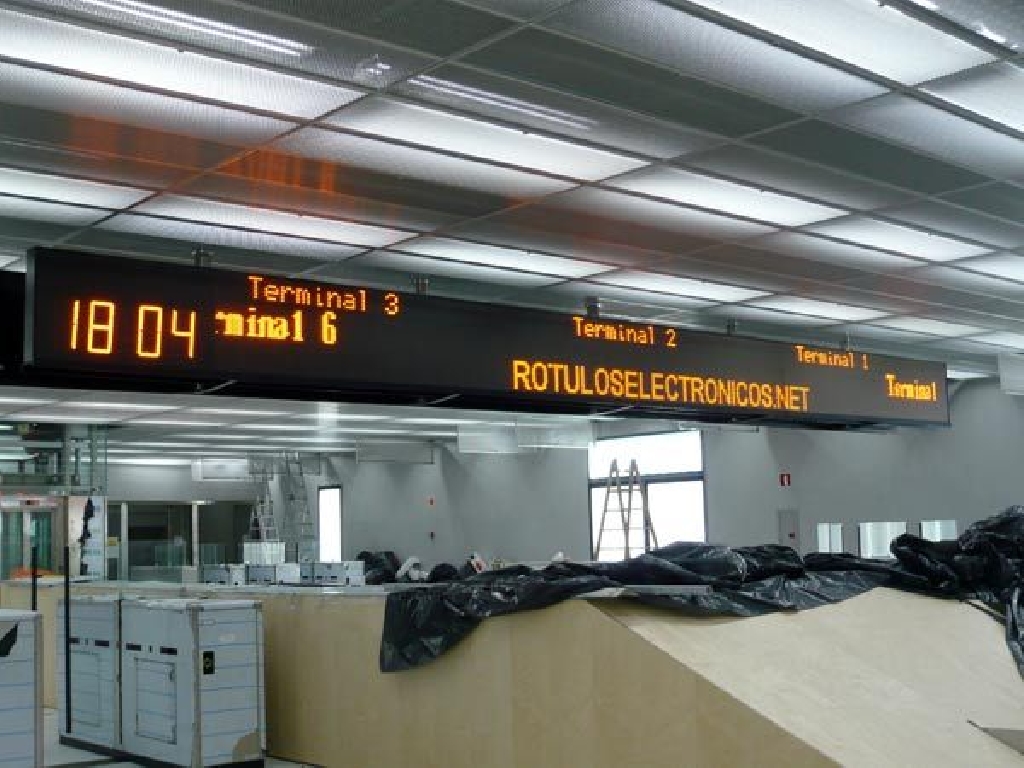 Terminal 3
18 04
minal 6
Terminal 2
ROTULOSELECTRONICOS.NET
Terminal 1
Terminal